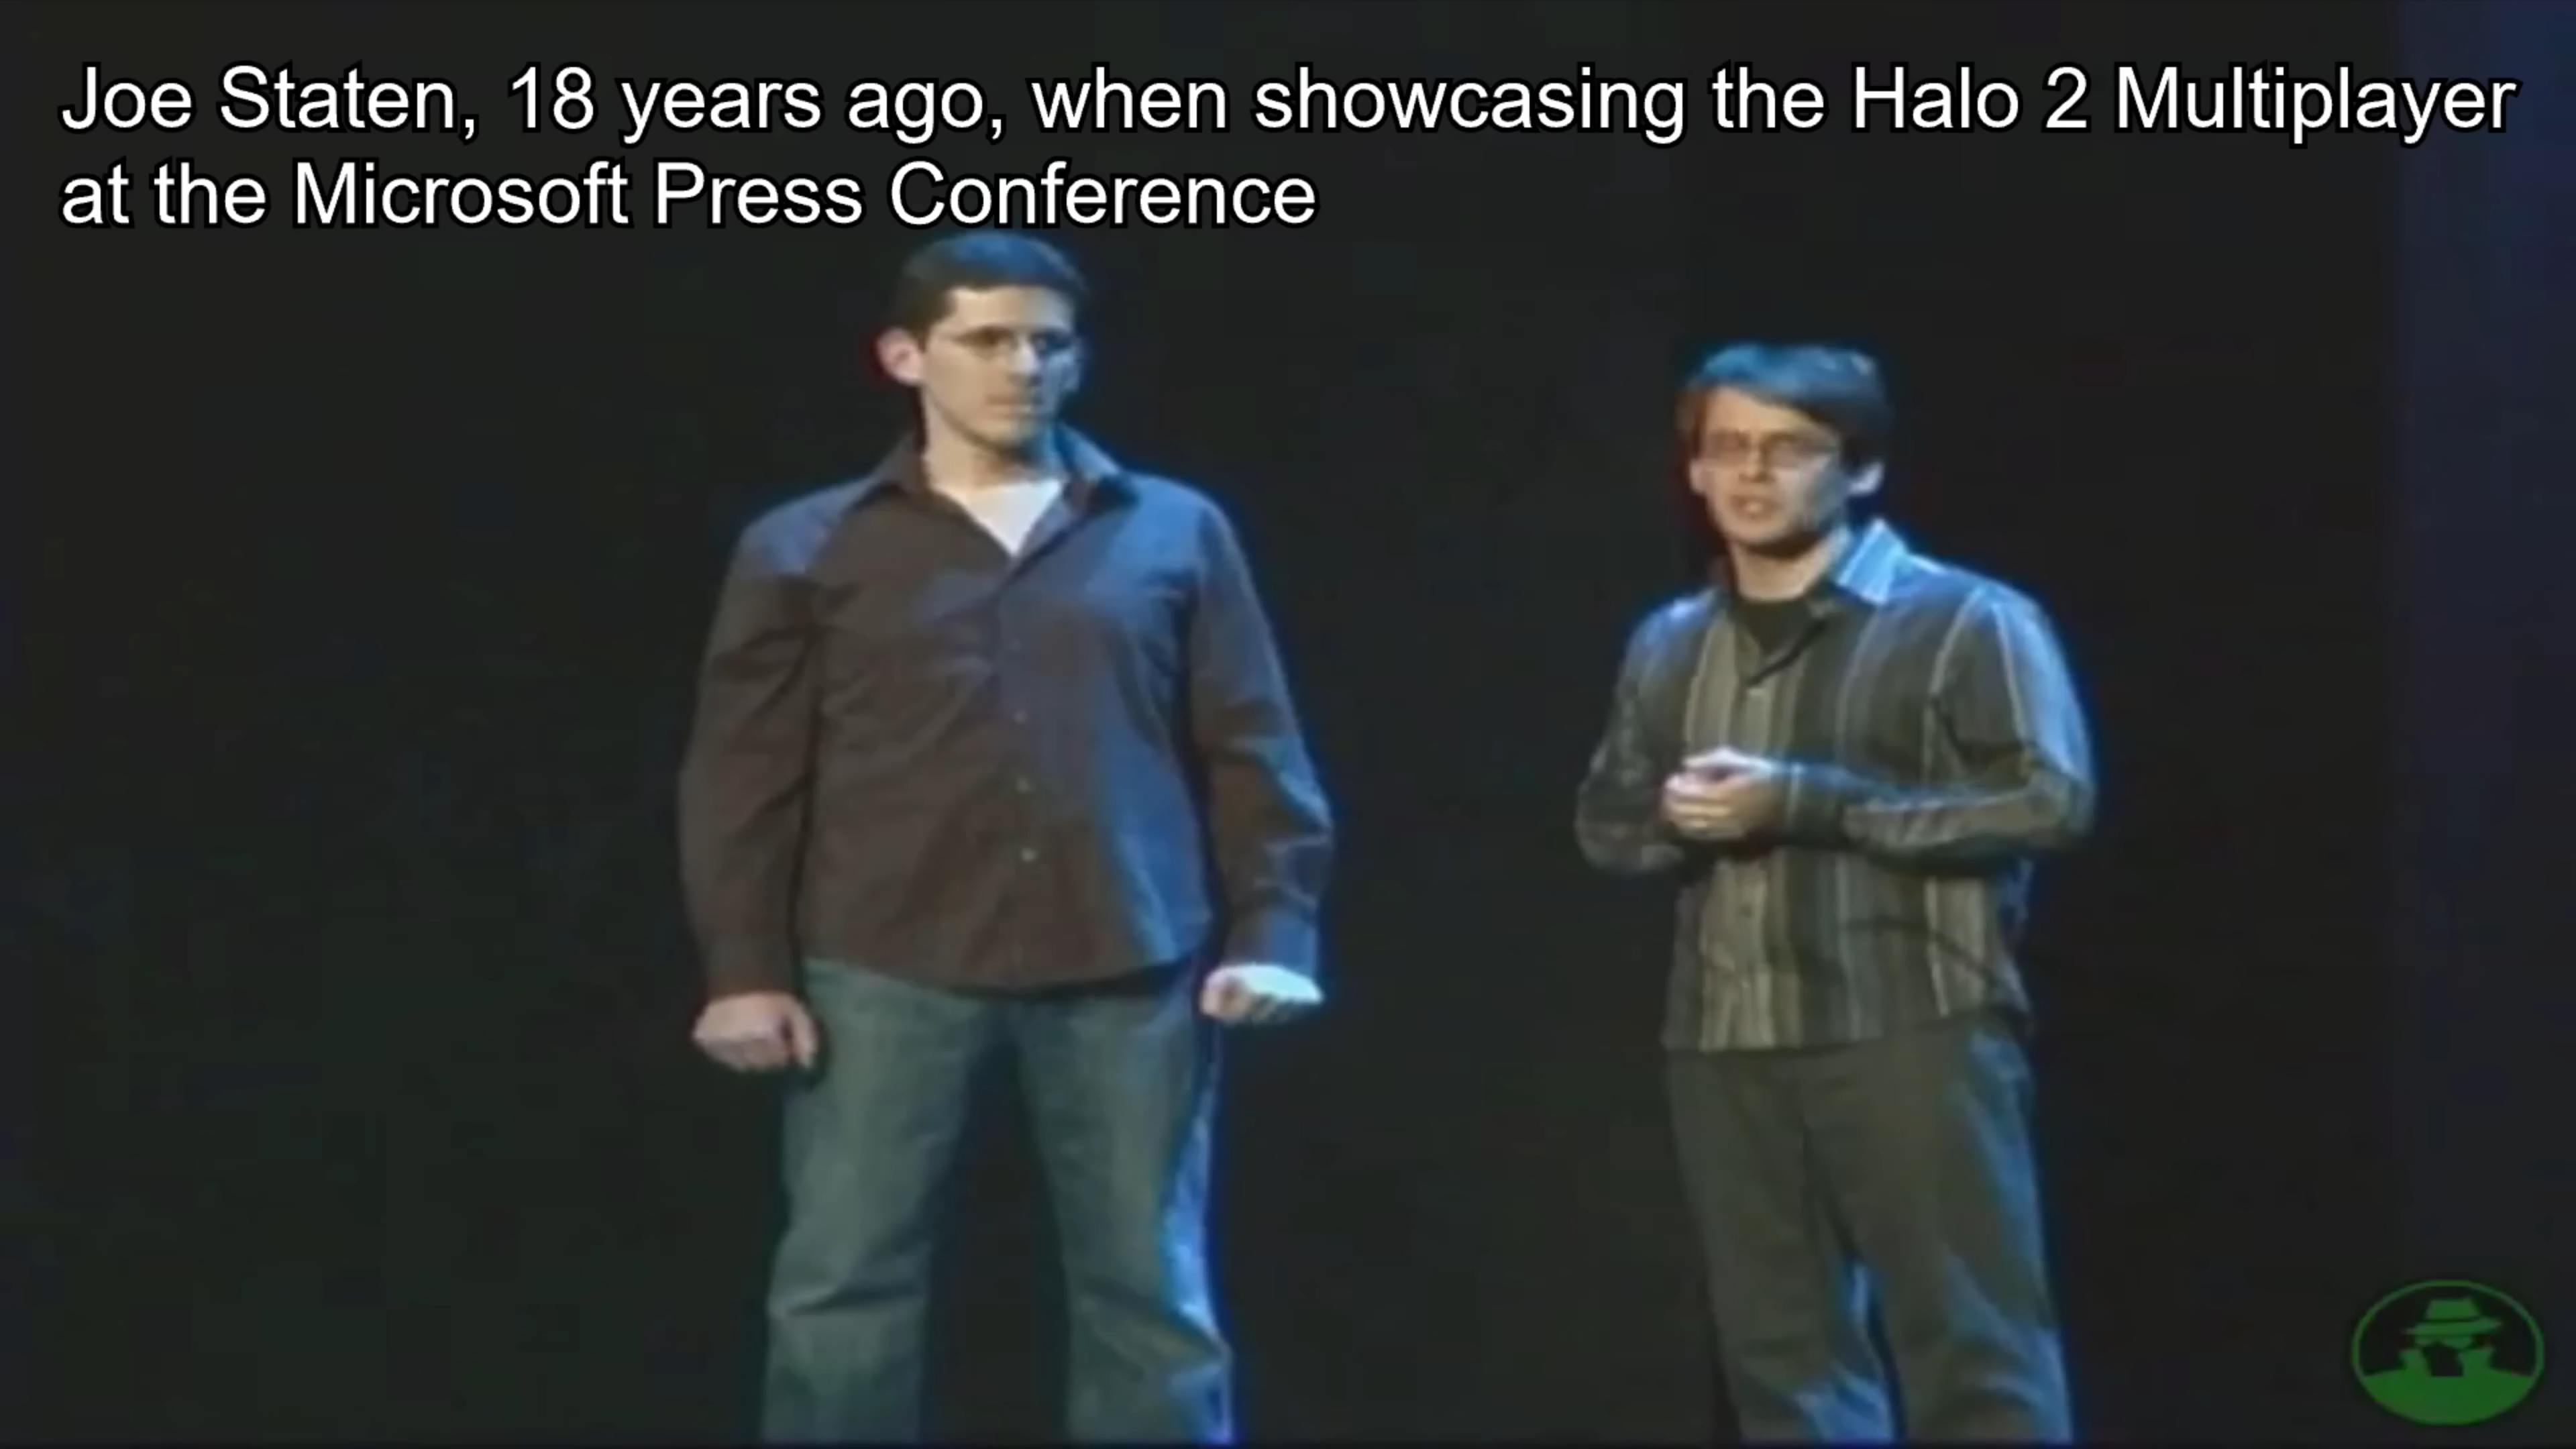 Joe Staten, 18 years ago, when showcasing the Halo 2 Multiplayer
at the Microsoft Press Conference